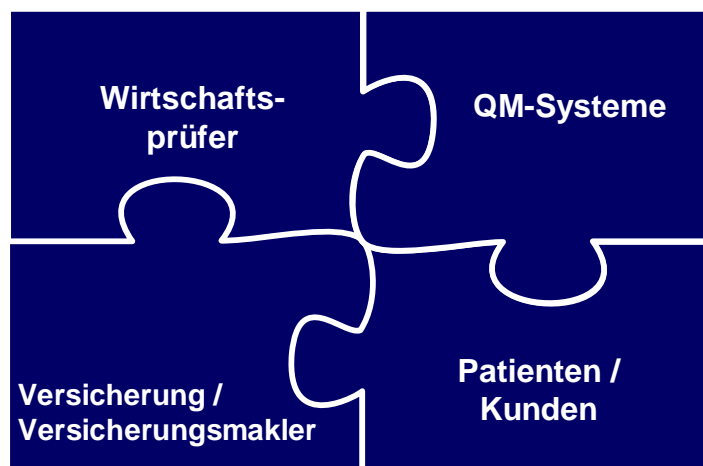 Wirtschafts-
prüfer
QM-Systeme
Versicherung /
Versicherungsmakler
Patienten /
Kunden